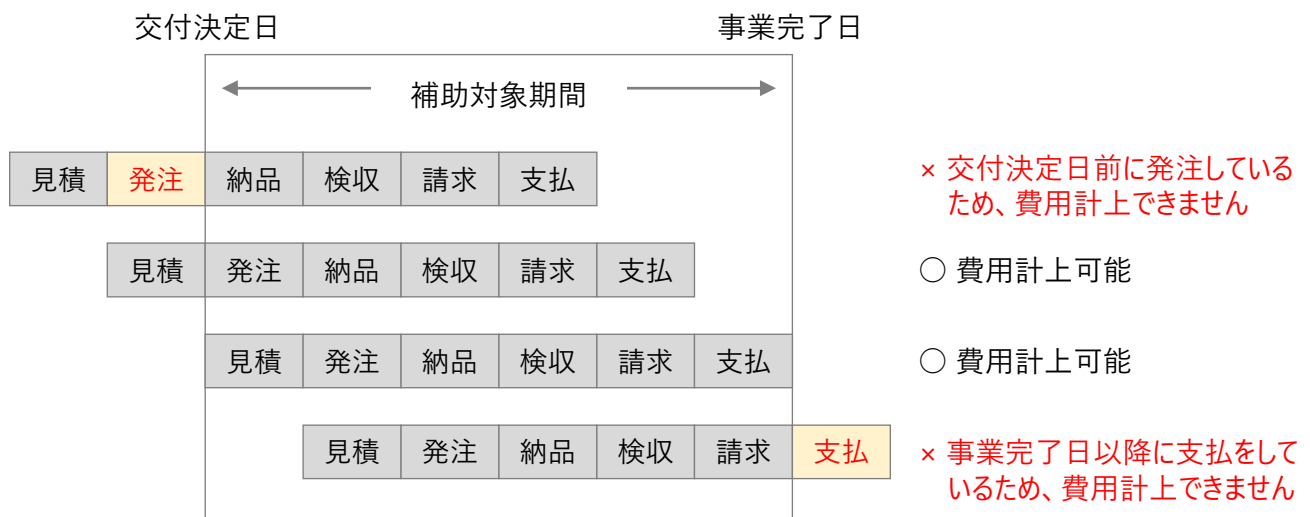 交付決定日 事業完了日
補助対象期間
見積 発注 納品 検収 請求 支払 × 交付決定日前に発注している
ため、費用計上できません
見積 発注 納品 検収 請求 支払 ○ 費用計上可能
見積 発注 納品 検収 請求 支払 ○ 費用計上可能
見積 発注 納品 検収 請求 支払 × 事業完了日以降に支払をして
いるため、費用計上できません